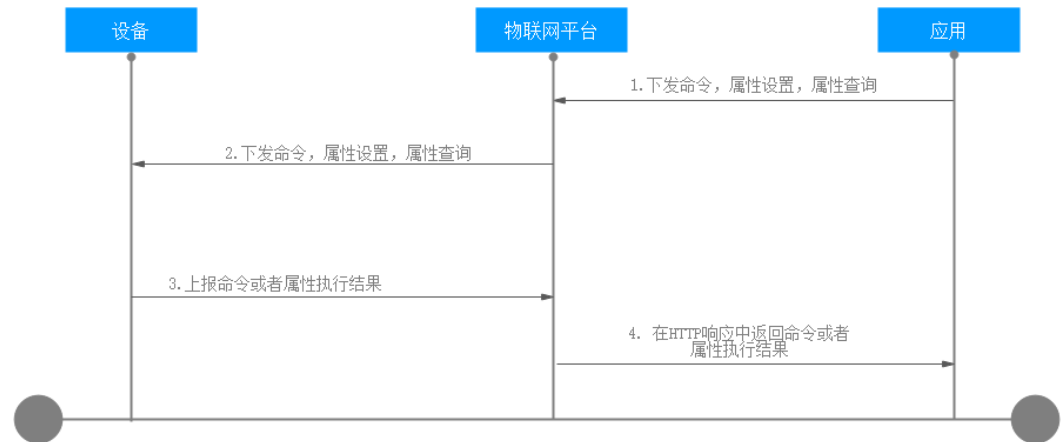 设备
物联网平台
应用
1.下发命令，属性设置，属性查询
2.下发命令，属性设置，属性查询
3.上报命令或者属性执行结果
4. 在HTTP响应中返回命令或者
属性执行结果